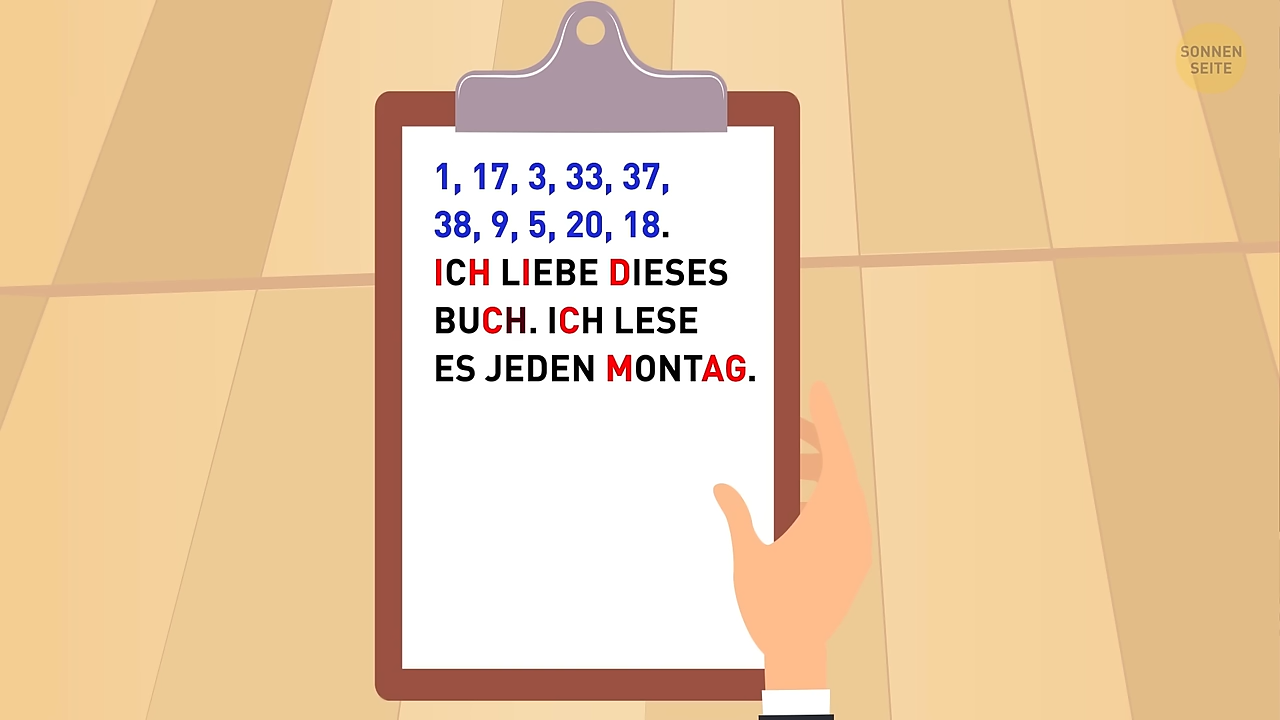 SONNEN
SEITE
1, 17, 3, 33, 37,
38, 9, 5, 20, 18.
ICH LIEBE DIESES
BUCH. ICH LESE
ES JEDEN MONTAG.